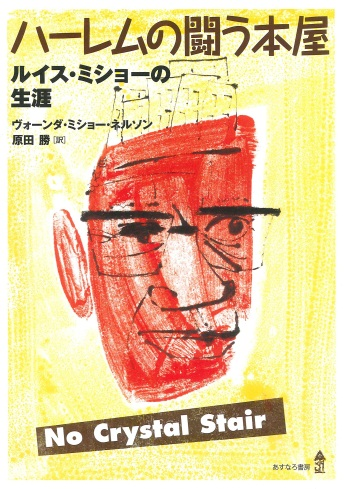 ハーレムの闘う本屋
ルイス・ミショーの
生涯
ヴォーンダ・ミショー・ネルソン
原田 勝[訳]
No Crystal Stair
あすなろ書房